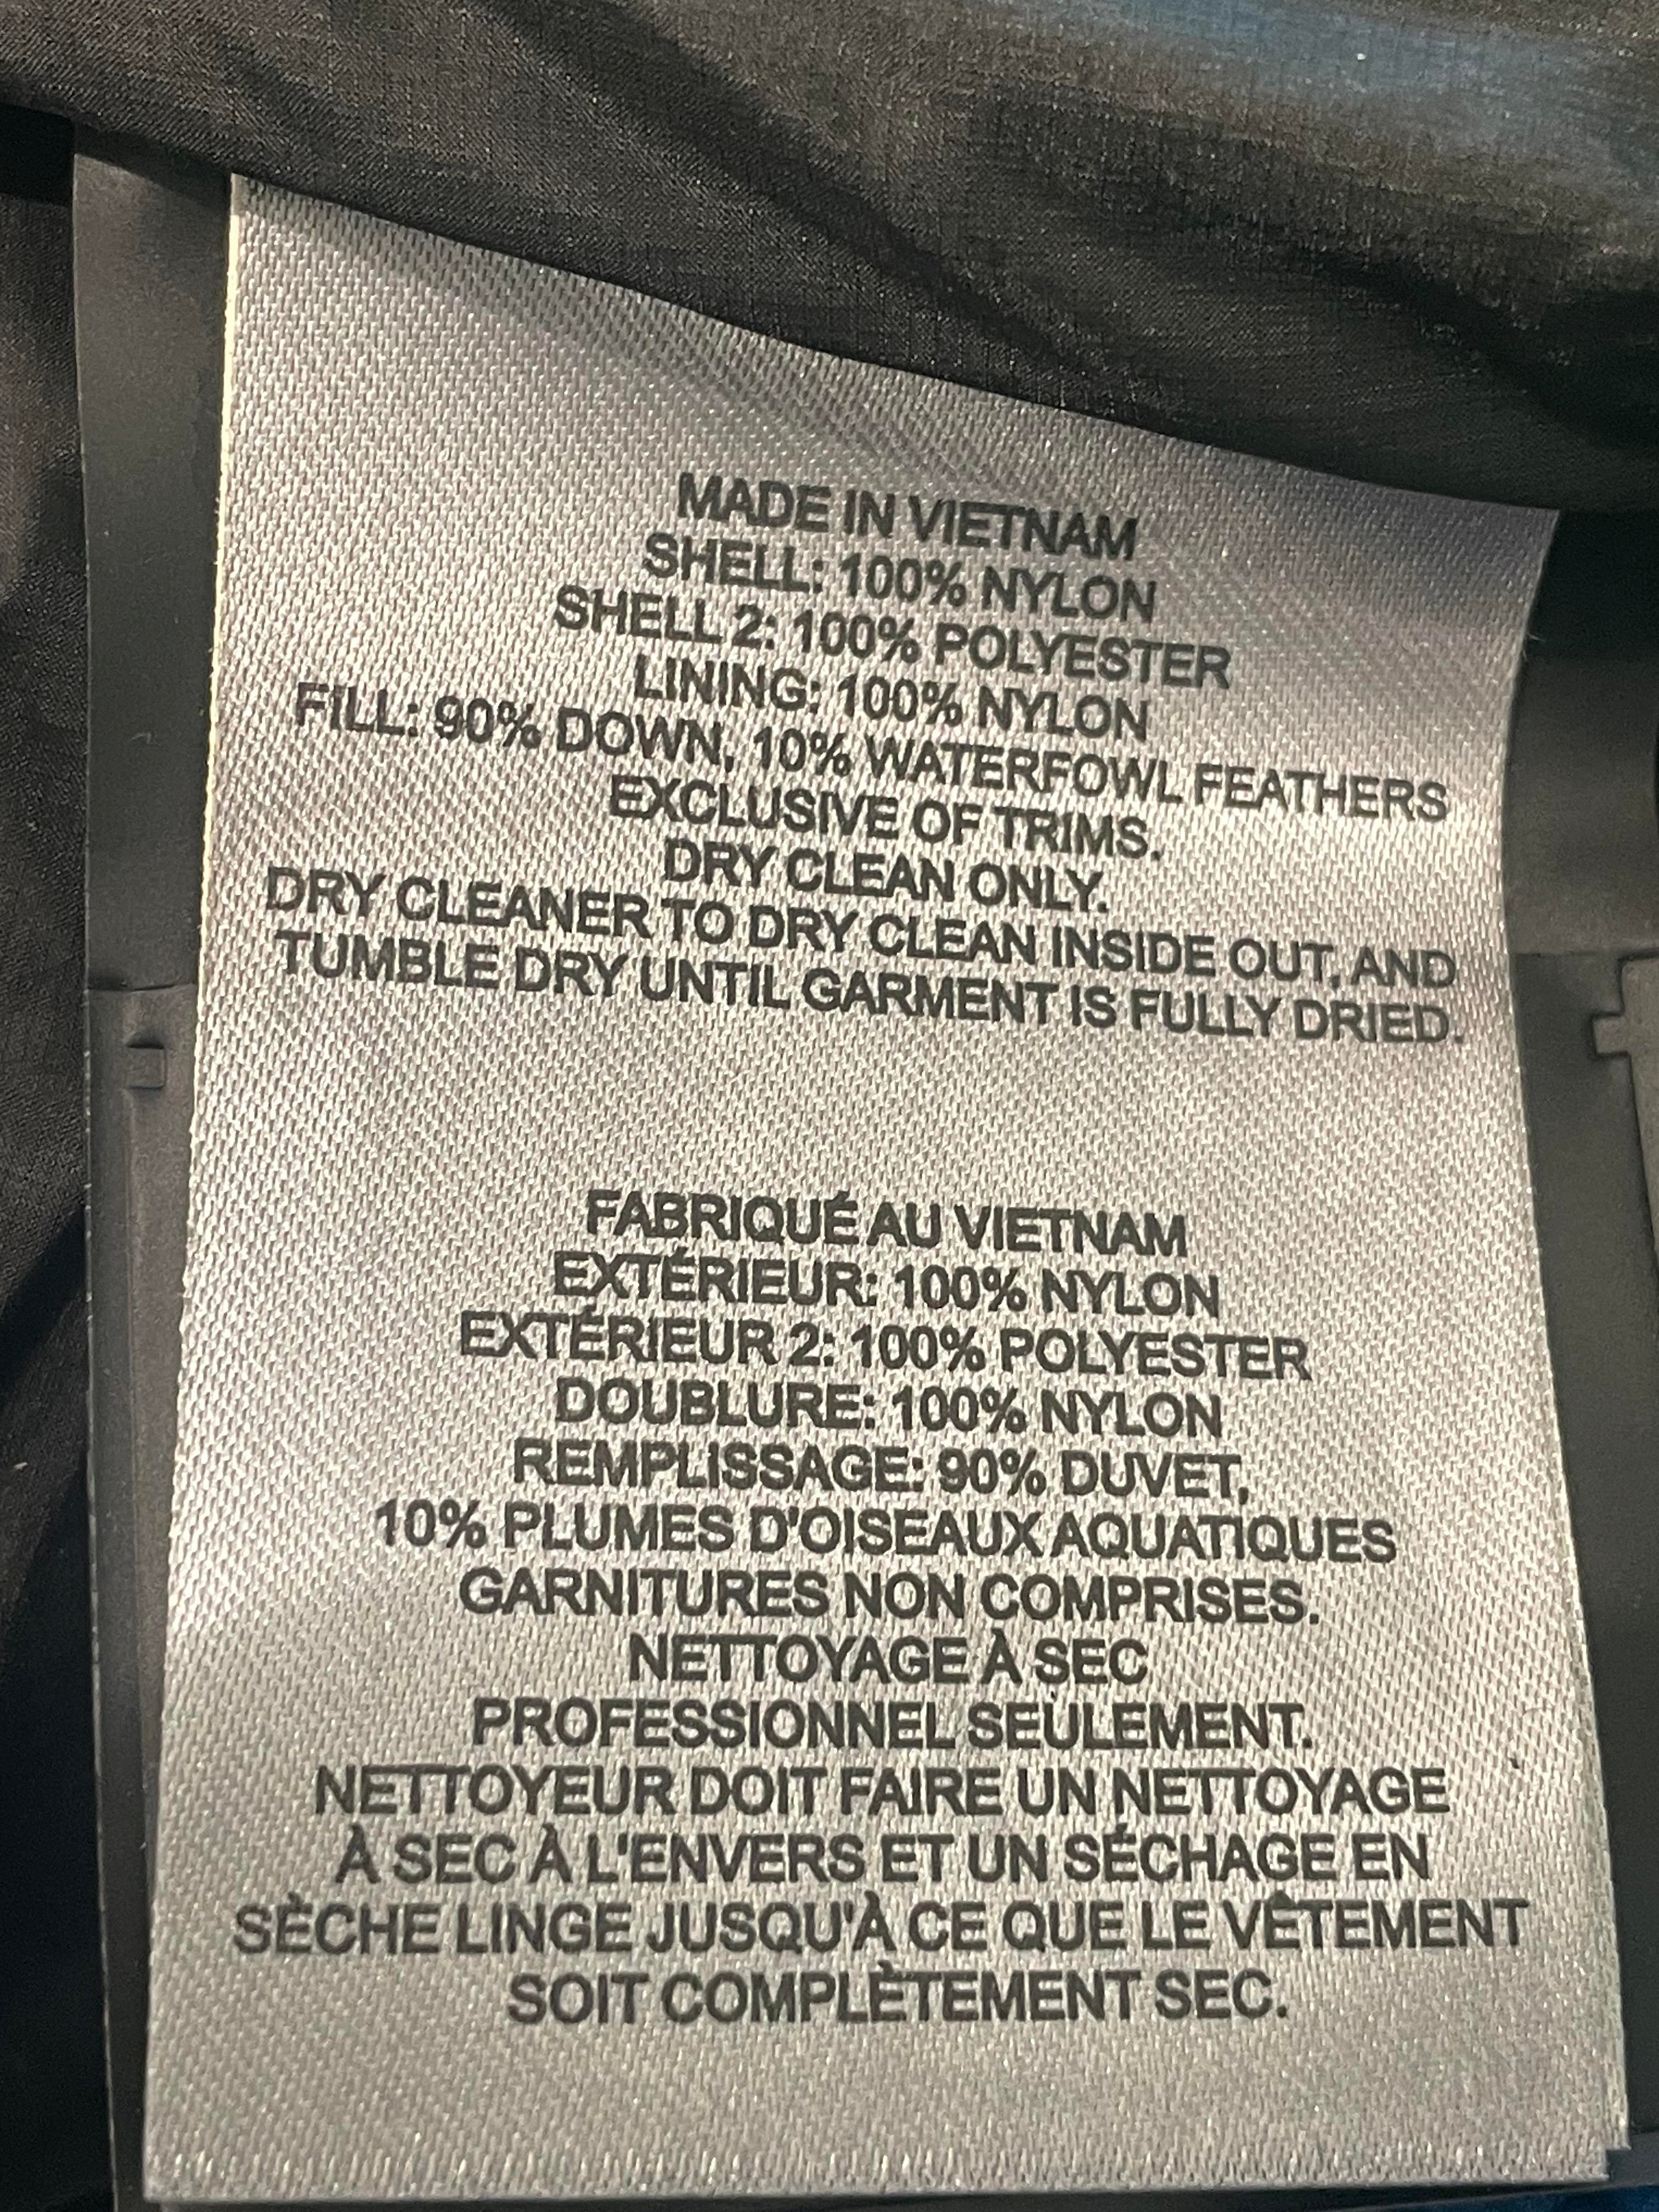 MADE IN VIETNAM
SHELL: 100% NYLON
SHELL 2: 100% POLYESTER
LINING: 100% NYLON
FILL: 90% DOWN, 10% WATERFOWL FEATHERS
EXCLUSIVE OF TRIMS.
DRY CLEAN ONLY.
DRY CLEANER TO DRY CLEAN INSIDE OUT, AND
TUMBLE DRY UNTIL GARMENT IS FULLY DRIED.
FABRIQUÉ AU VIETNAM
EXTÉRIEUR: 100% NYLON
EXTÉRIEUR 2: 100% POLYESTER
DOUBLURE: 100% NYLON
REMPLISSAGE: 90% DUVET,
10% PLUMES D'OISEAUX AQUATIQUES
GARNITURES NON COMPRISES.
NETTOYAGE À SEC
PROFESSIONNEL SEULEMENT.
NETTOYEUR DOIT FAIRE UN NETTOYAGE
À SEC À L'ENVERS ET UN SÉCHAGE EN
SÈCHE LINGE JUSQU'À CE QUE LE VÊTEMENT
SOIT COMPLÈTEMENT SEC.